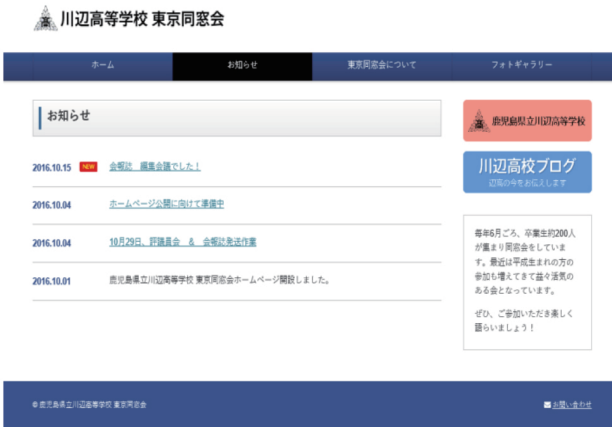 川辺高等学校 東京同窓会
ホーム
お知らせ
東京同窓会について
フォトギャラリー
お知らせ
2016.10.15 NEW 会報誌 編集会議でした！
2016.10.04 ホームページ公開に向けて準備中
2016.10.04 10月29日、評議員会 ＆ 会報誌発送作業
2016.10.01 鹿児島県立川辺高等学校 東京同窓会ホームページ開設しました。
鹿児島県立川辺高等学校
川辺高校ブログ
辺高の今をお伝えします
毎年6月ごろ、卒業生約200人
が集まり同窓会をしていま
す。最近は平成生まれの方の
参加も増えてきて益々活気の
ある会となっています。
ぜひ、ご参加いただき楽しく
語らいましょう！
© 鹿児島県立川辺高等学校 東京同窓会
お問い合わせ